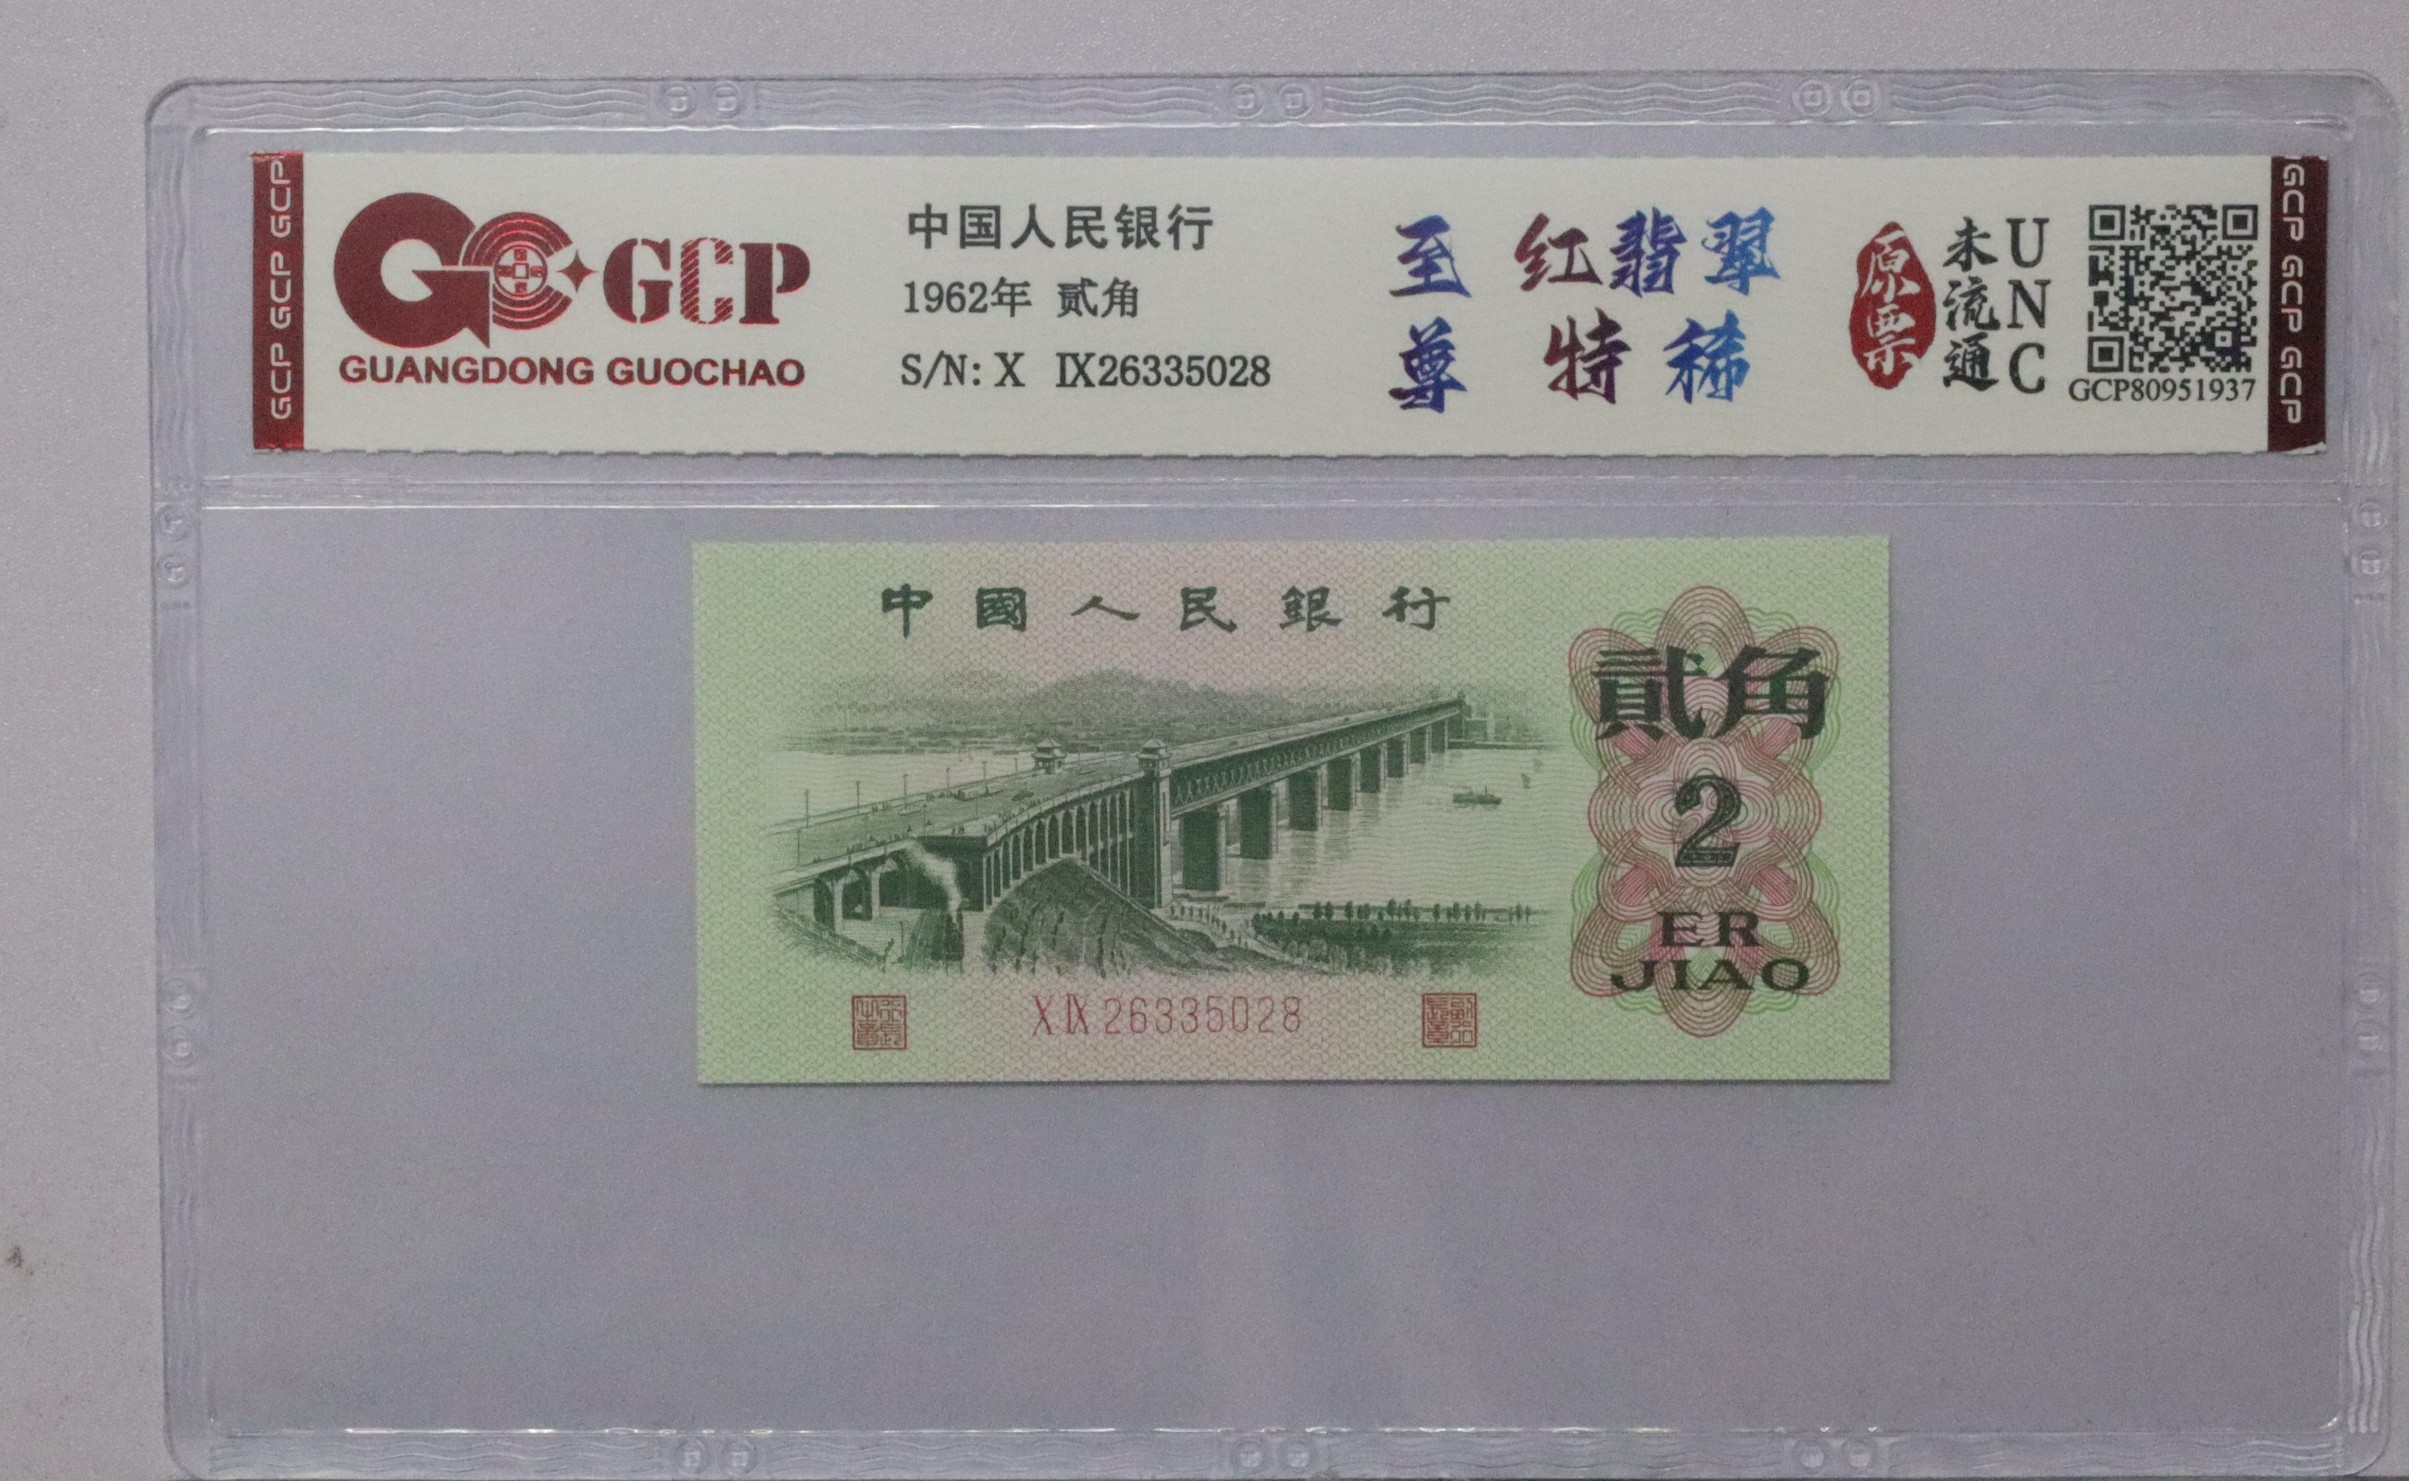 GCP GCP GCP
GCP
GUANGDONG GUOCHAO
中国人民银行
1962年 贰角
S/N: X Ⅸ26335028
至尊
红翡翠
特稀
原票
未流通
UNC
GCP80951937
GCP GCP GCP
中國人民銀行
貳角
2
ER
JIAO
X Ⅸ 26335028